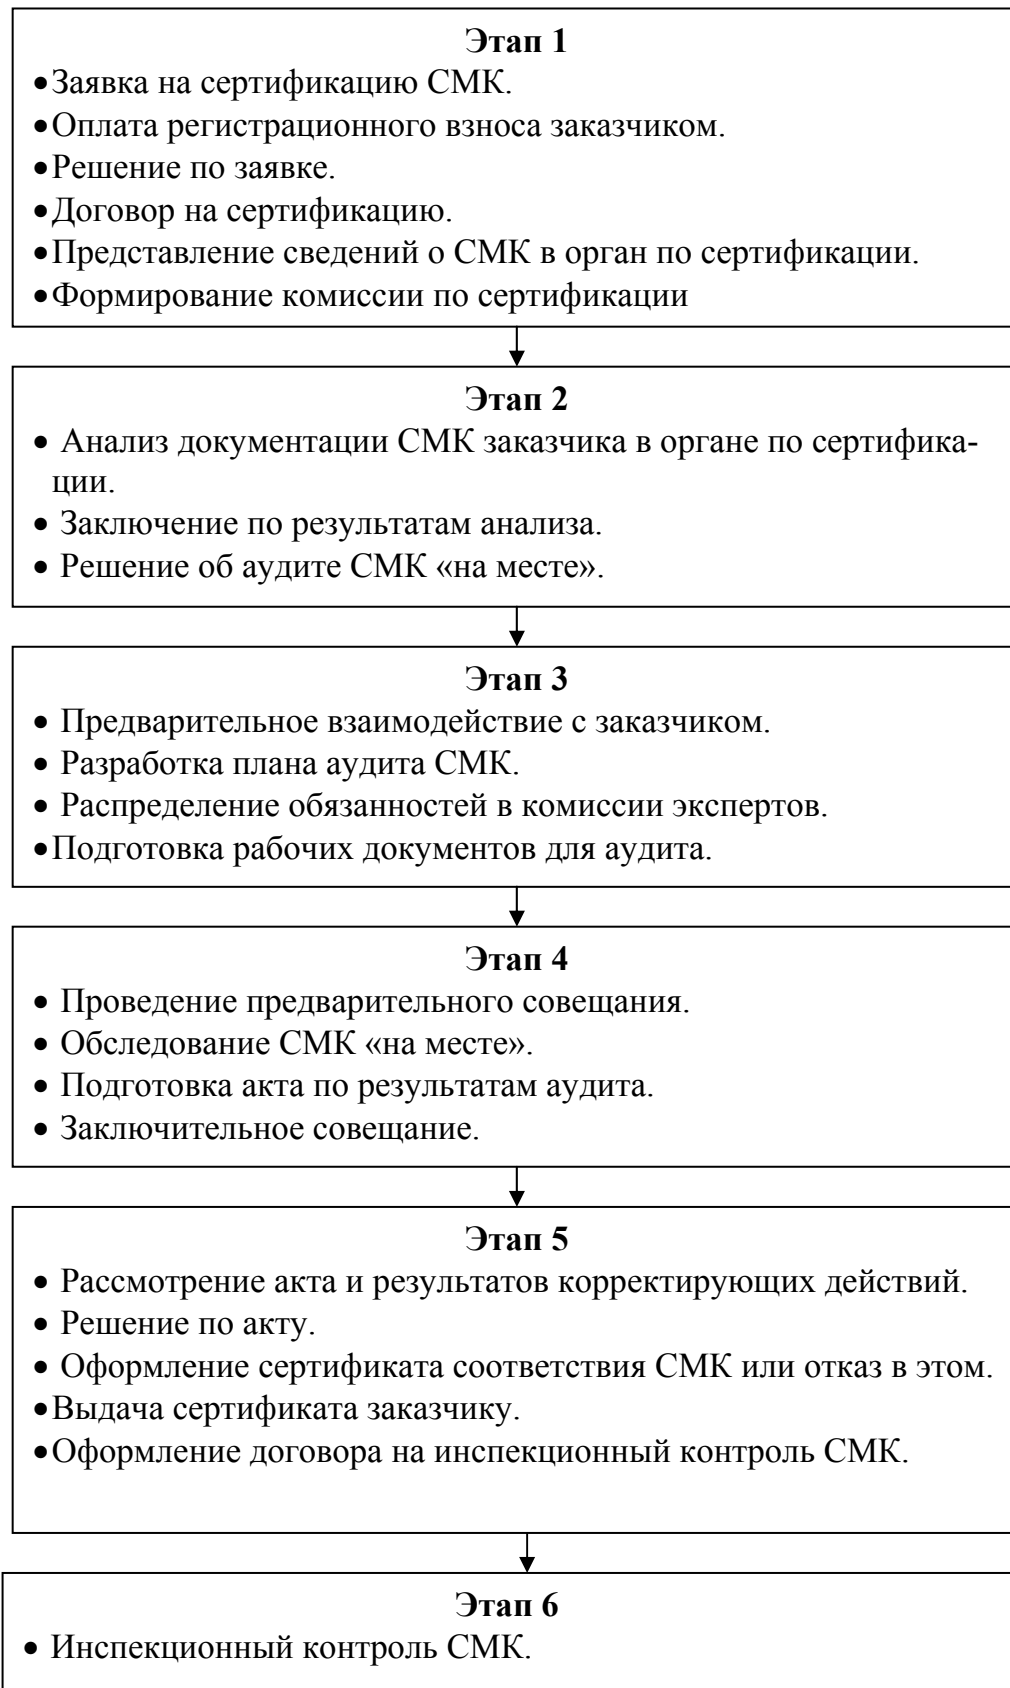 Этап 1
•Заявка на сертификацию СМК.
•Оплата регистрационного взноса заказчиком.
•Решение по заявке.
•Договор на сертификацию.
•Представление сведений о СМК в орган по сертификации.
•Формирование комиссии по сертификации
Этап 2
• Анализ документации СМК заказчика в органе по сертифика-
ции.
• Заключение по результатам анализа.
• Решение об аудите СМК «на месте».
Этап 3
• Предварительное взаимодействие с заказчиком.
• Разработка плана аудита СМК.
• Распределение обязанностей в комиссии экспертов.
•Подготовка рабочих документов для аудита.
Этап 4
• Проведение предварительного совещания.
• Обследование СМК «на месте».
• Подготовка акта по результатам аудита.
• Заключительное совещание.
Этап 5
• Рассмотрение акта и результатов корректирующих действий.
• Решение по акту.
• Оформление сертификата соответствия СМК или отказ в этом.
•Выдача сертификата заказчику.
•Оформление договора на инспекционный контроль СМК.
Этап 6
• Инспекционный контроль СМК.